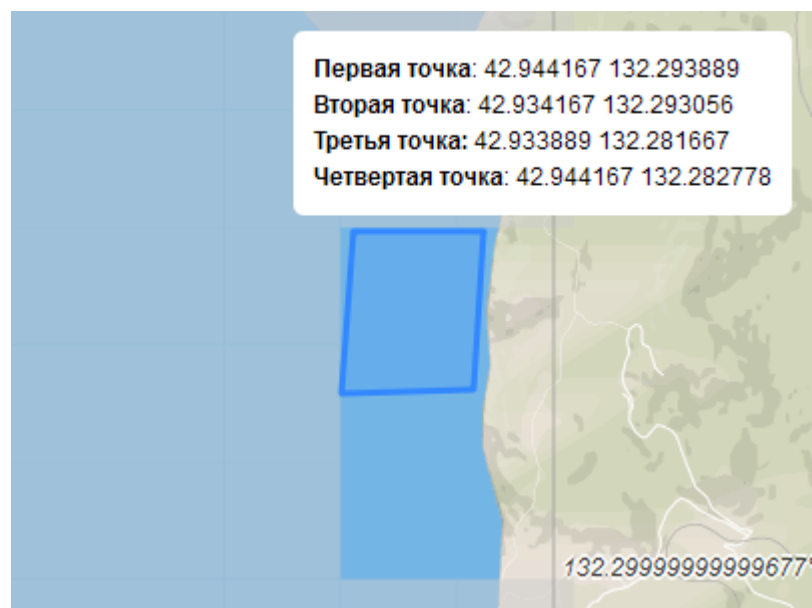 Первая точка: 42.944167 132.293889
Вторая точка: 42.934167 132.293056
Третья точка: 42.933889 132.281667
Четвертая точка: 42.944167 132.282778
132.299999999999677°